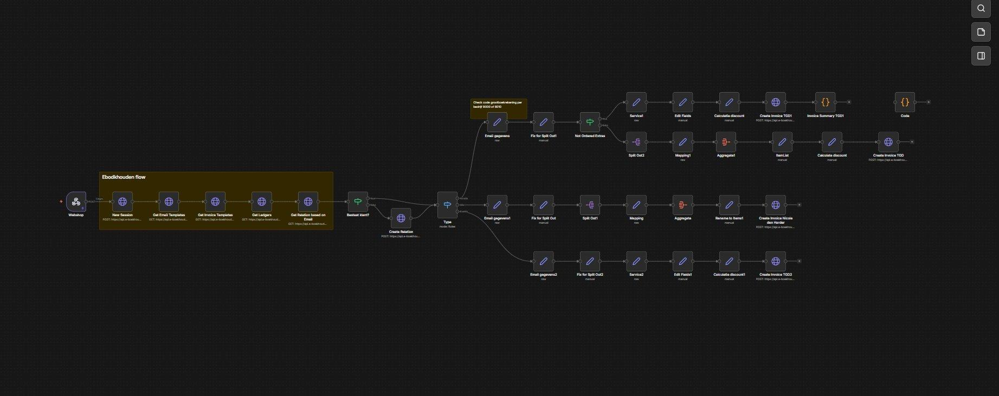 Check code grootboekrekening per
bedrijf 8000 of 8010
Service1
raw
Edit Fields
manual
Calculatie discount
manual
Create Invoice TGD1
POST: https://api.e-boekhou...
Invoice Summary TGD1
Code
Email gegevens
raw
Fix for Split Out1
manual
true
false
Not Ordered Extras
Split Out2
Mapping1
raw
Aggregate1
ItemList
manual
Calculate discount
manual
Create Invoice TGD
POST: https://api.e-boekhou...
Ebodkhouden flow
Webshop
POST
1 item
New Session
POST: https://api.e-boekhou...
Get Email Templates
GET: https://api.e-boekhoud...
Get Invoice Templates
GET: https://api.e-boekhoud...
Get Ledgers
GET: https://api.e-boekhoud...
Get Relation based on
Email
GET: https://api.e-boekhoud...
true
false
Bestaat klant?
Create Relation
POST: https://api.e-boekhou...
Type
mode: Rules
Events
Email gegevens1
raw
Fix for Split Out
manual
Split Out1
Mapping
raw
Aggregate
Rename to Items1
manual
Create Invoice Nicole
den Harder
POST: https://api.e-boekhou...
Email gegevens2
raw
Fix for Split Out2
manual
Service2
raw
Edit Fields1
manual
Calculatie discount1
manual
Create Invoice TGD2
POST: https://api.e-boekhou...